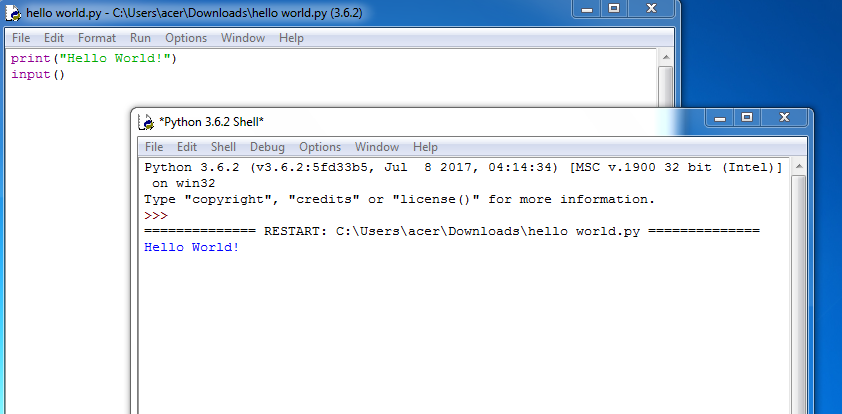 hello world.py - C:\Users\acer\Downloads\hello world.py (3.6.2)
File Edit Format Run Options Window Help
print("Hello World!")
input()
*Python 3.6.2 Shell*
File Edit Shell Debug Options Window Help
Python 3.6.2 (v3.6.2:5fd33b5, Jul  8 2017, 04:14:34) [MSC v.1900 32 bit (Intel)]
 on win32
Type "copyright", "credits" or "license()" for more information.
>>>
============== RESTART: C:\Users\acer\Downloads\hello world.py ==============
Hello World!